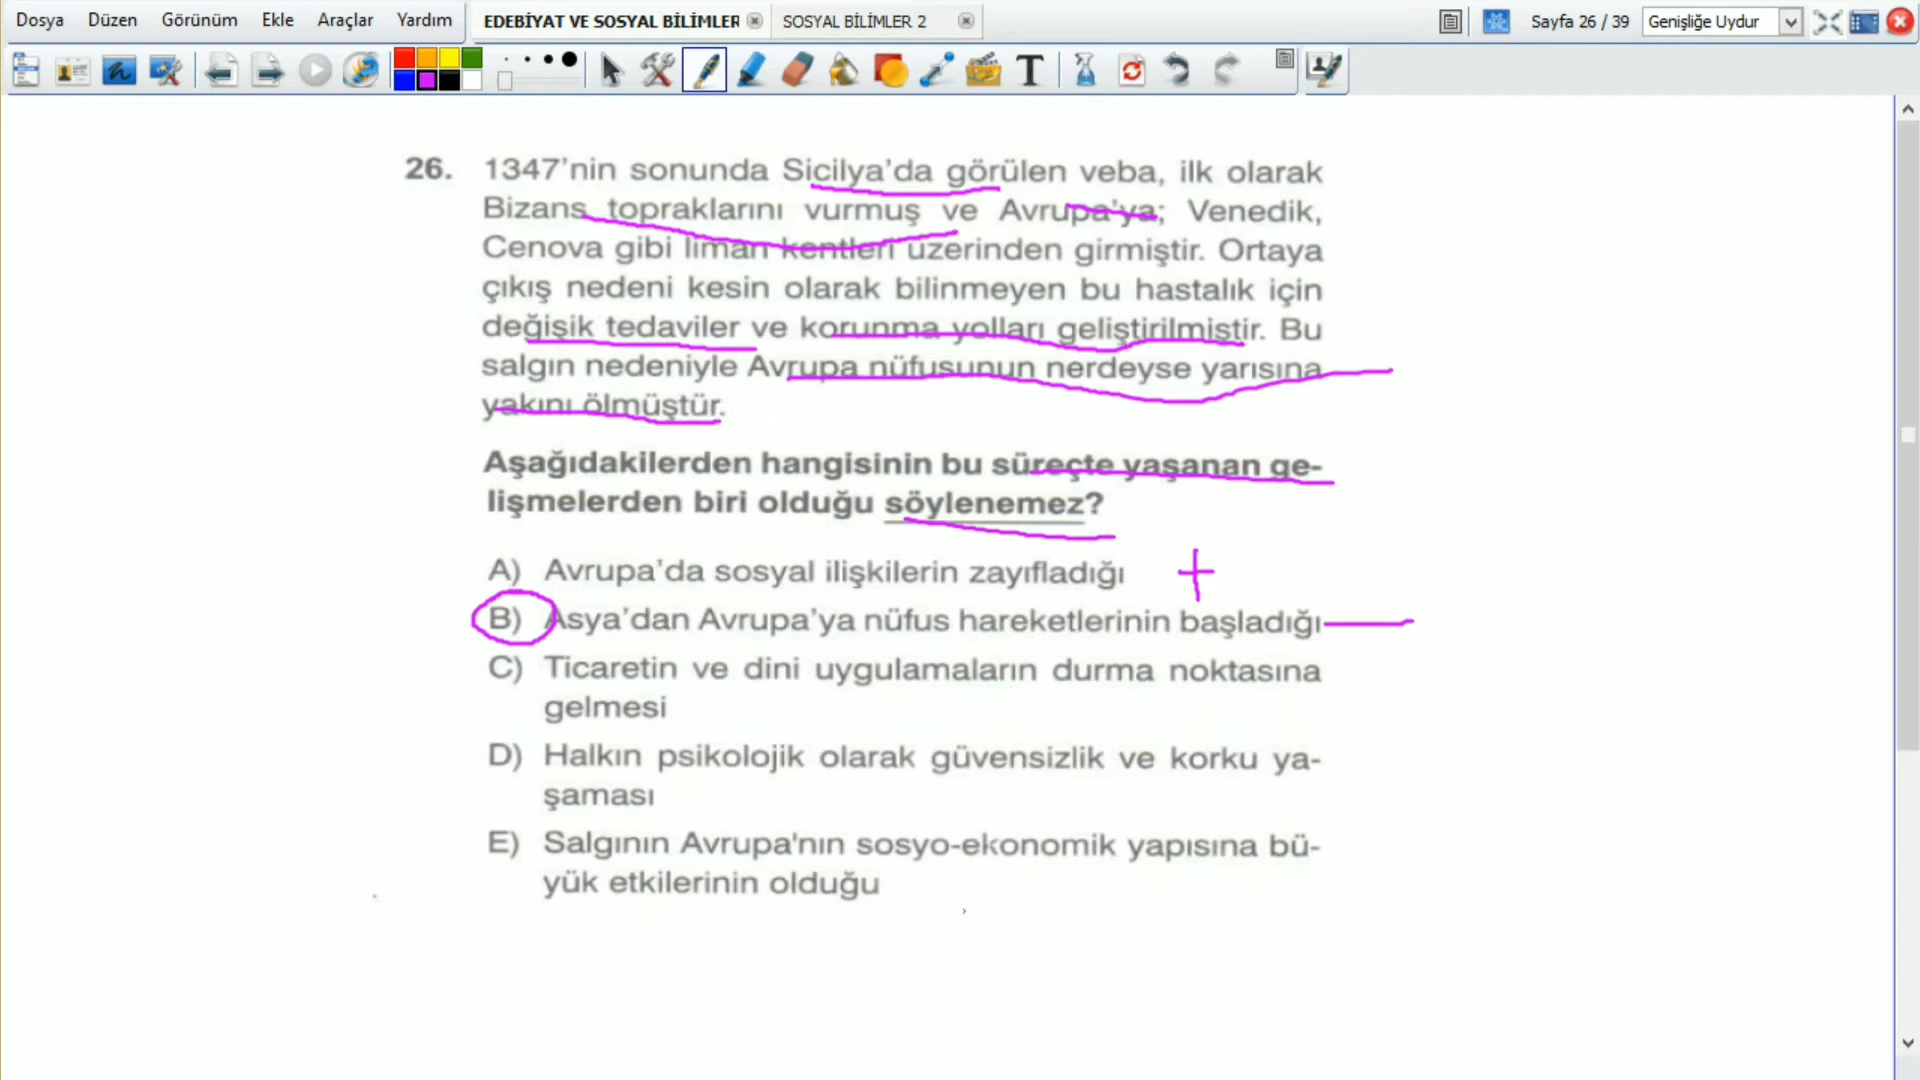 Dosya Düzen Görünüm Ekle Araçlar Yardım EDEBİYAT VE SOSYAL BİLİMLER SOSYAL BİLİMLER 2 Sayfa 26 / 39 Genişliğe Uydur
26. 1347’nin sonunda Sicilya’da görülen veba, ilk olarak
Bizans topraklarını vurmuş ve Avrupa’ya; Venedik,
Cenova gibi liman kentleri üzerinden girmiştir. Ortaya
çıkış nedeni kesin olarak bilinmeyen bu hastalık için
değişik tedaviler ve korunma yolları geliştirilmiştir. Bu
salgın nedeniyle Avrupa nüfusunun nerdeyse yarısına
yakını ölmüştür.
Aşağıdakilerden hangisinin bu süreçte yaşanan ge-
lişmelerden biri olduğu söylenemez?
A) Avrupa’da sosyal ilişkilerin zayıfladığı +
B) Asya’dan Avrupa’ya nüfus hareketlerinin başladığı
C) Ticaretin ve dini uygulamaların durma noktasına
gelmesi
D) Halkın psikolojik olarak güvensizlik ve korku ya-
şaması
E) Salgının Avrupa'nın sosyo-ekonomik yapısına bü-
yük etkilerinin olduğu